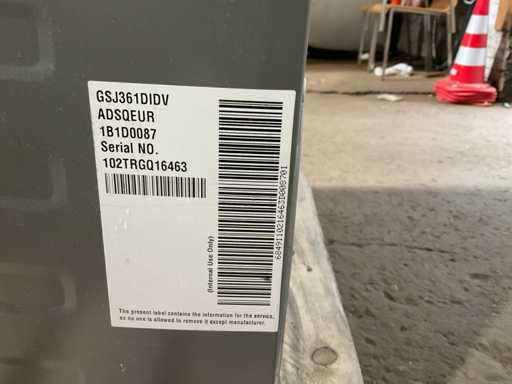 GSJ361DIDV
ADSQEUR
1B1D0087
Serial NO.
102TRGQ16463
(Internal Use Only)
The present label contains the information for the service,
so no one is allowed to remove it except manufacturer.